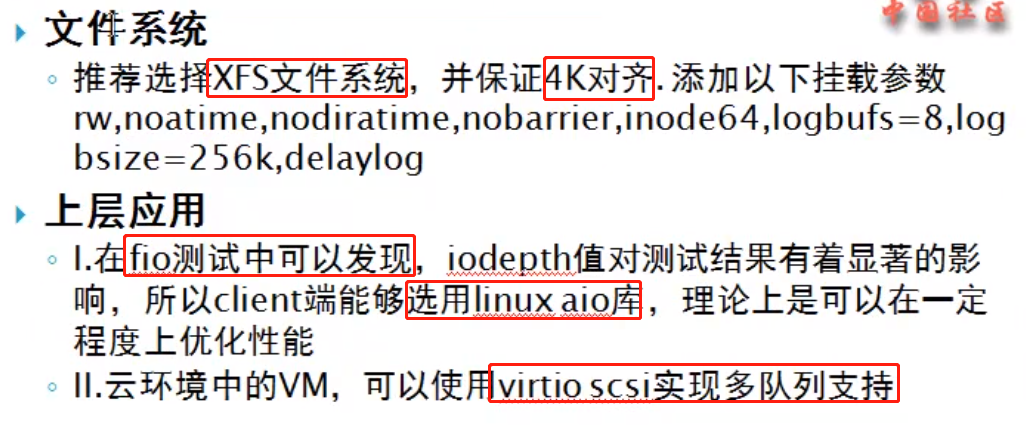 中国社区
文件系统
推荐选择XFS文件系统，并保证4K对齐.添加以下挂载参数
rw,noatime,nodiratime,nobarrier,inode64,logbufs=8,log
bsize=256k,delaylog
上层应用
I.在fio测试中可以发现，iodepth值对测试结果有着显著的影
响，所以client端能够选用linux aio库，理论上是可以在一定
程度上优化性能
II.云环境中的VM，可以使用virtio scsi实现多队列支持